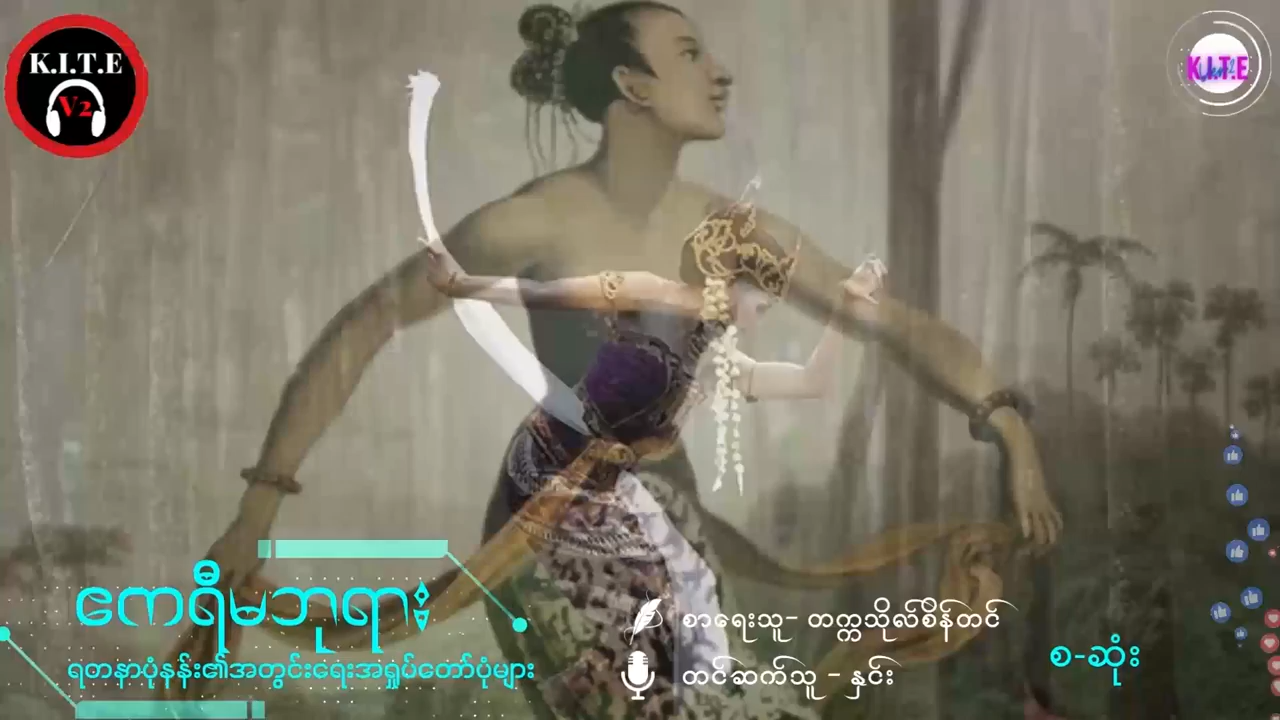 K.I.T.E
V2
K.I.T.E
ဧကရီမဘုရား
ရတနာပုံနန်း၏အတွင်းရေးအရှုပ်တော်ပုံများ
စာရေးသူ- တက္ကသိုလ်စိန်တင်
တင်ဆက်သူ - နှင်း
စ-ဆုံး